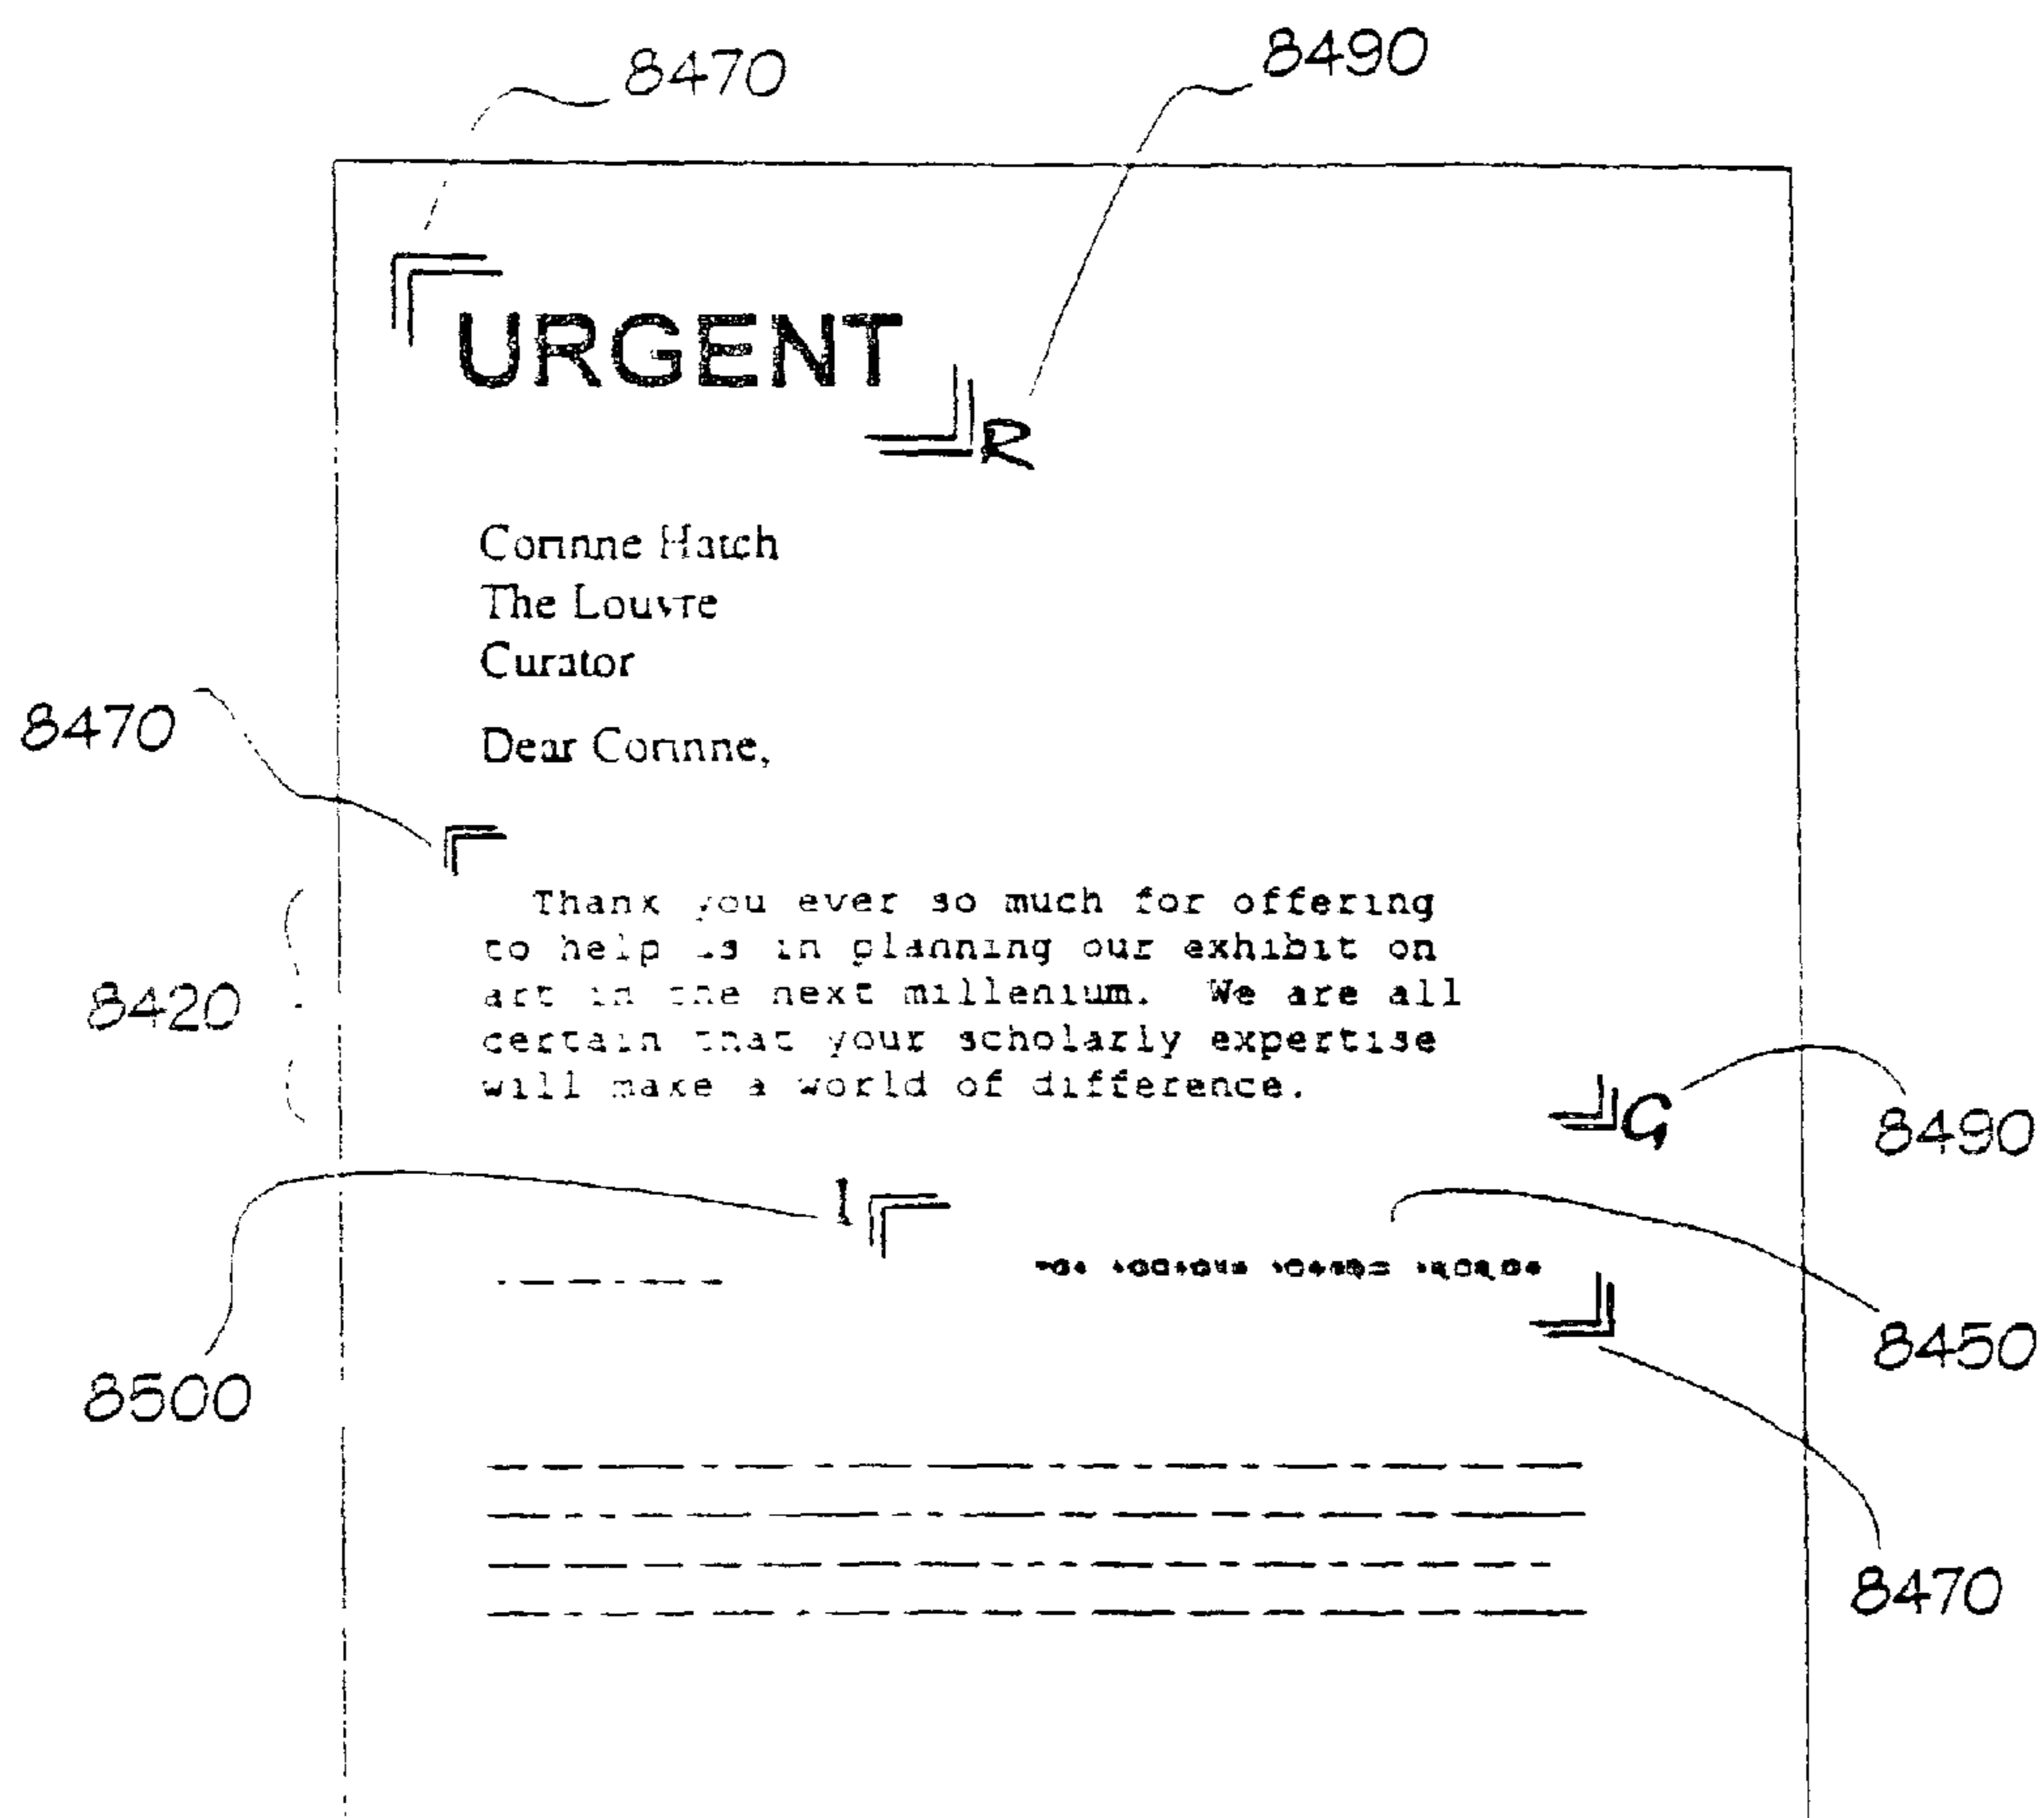 8470
8490
URGENT
R
Corinne Hatch
The Louvre
Curator
8470
Dear Corinne,
Thank you ever so much for offering
to help us in planning our exhibit on
art in the next millenium. We are all
8420
certain that your scholarly expertise
will make a world of difference.
G
8490
1
8450
8500
8470